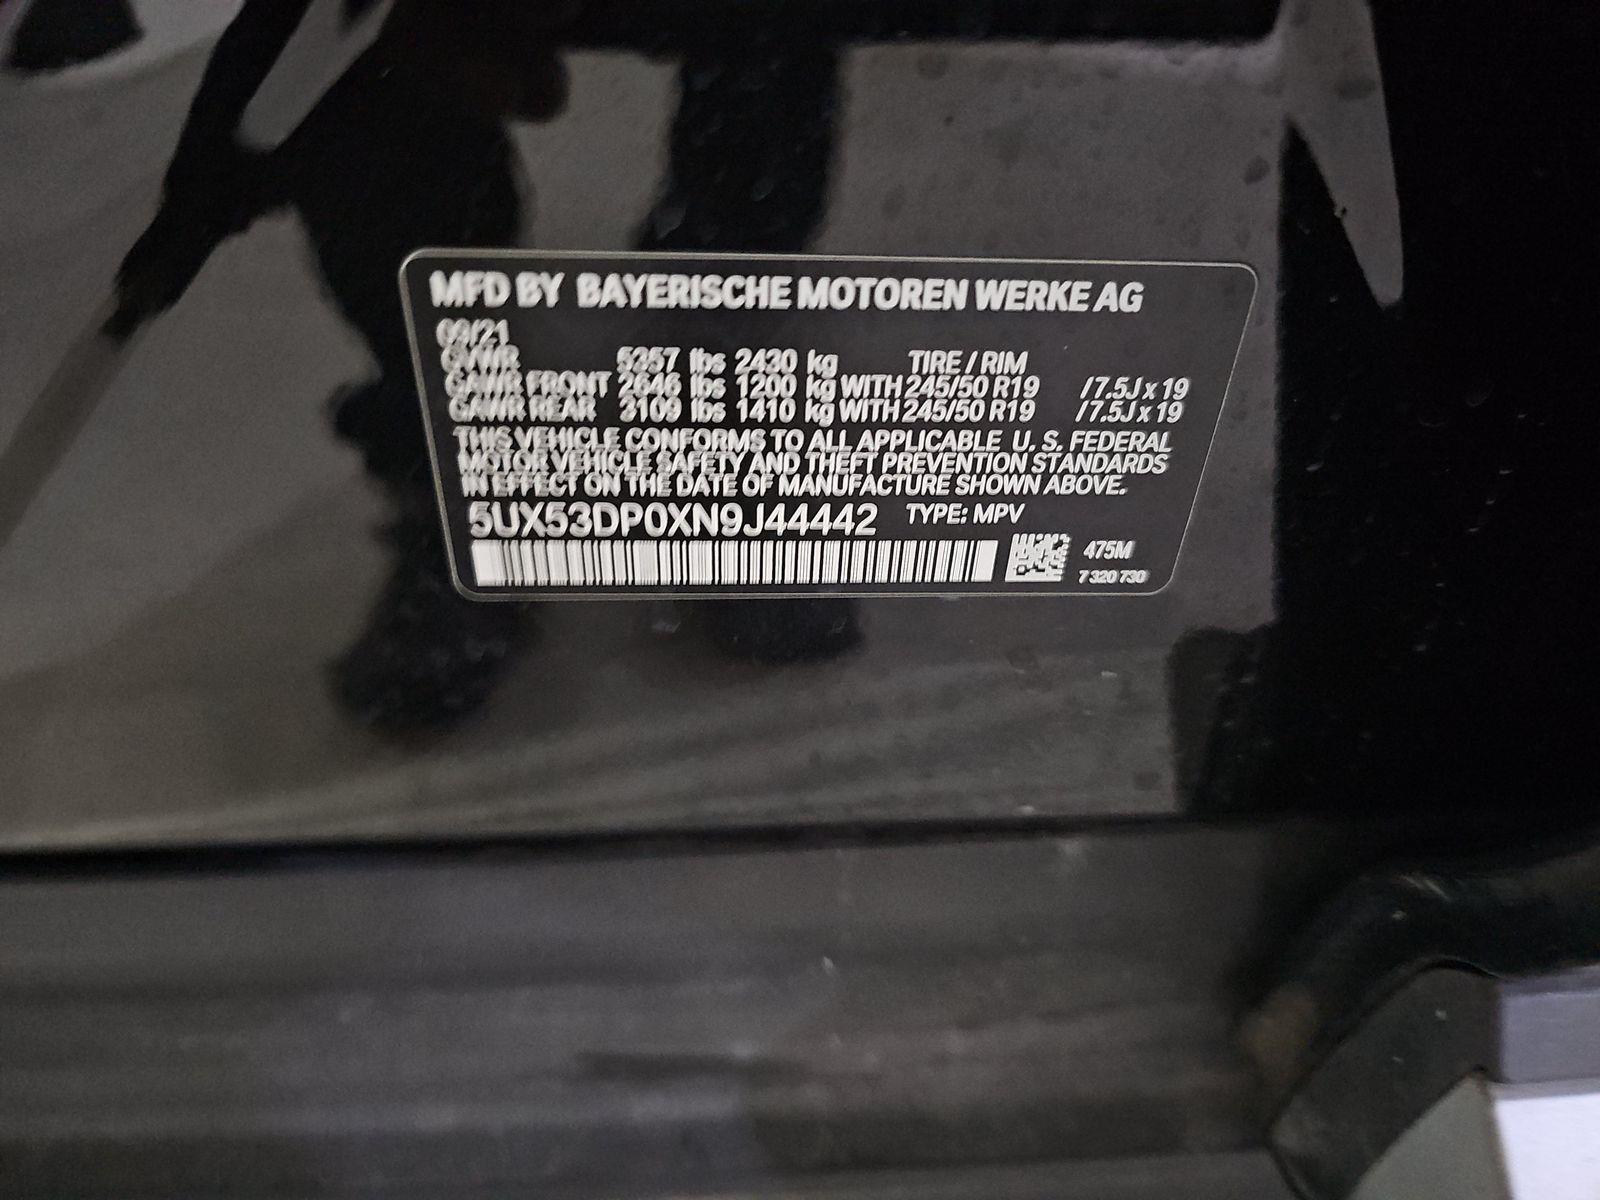 MFD BY BAYERISCHE MOTOREN WERKE AG
09/21
GVWR 5357 lbs 2430 kg TIRE / RIM
GAWR FRONT 2646 lbs 1200 kg WITH 245/50 R19 /7.5J x 19
GAWR REAR 3109 lbs 1410 kg WITH 245/50 R19 /7.5J x 19
THIS VEHICLE CONFORMS TO ALL APPLICABLE U. S. FEDERAL
MOTOR VEHICLE SAFETY AND THEFT PREVENTION STANDARDS
IN EFFECT ON THE DATE OF MANUFACTURE SHOWN ABOVE.
5UX53DP0XN9J44442 TYPE: MPV
475M
7 320 730